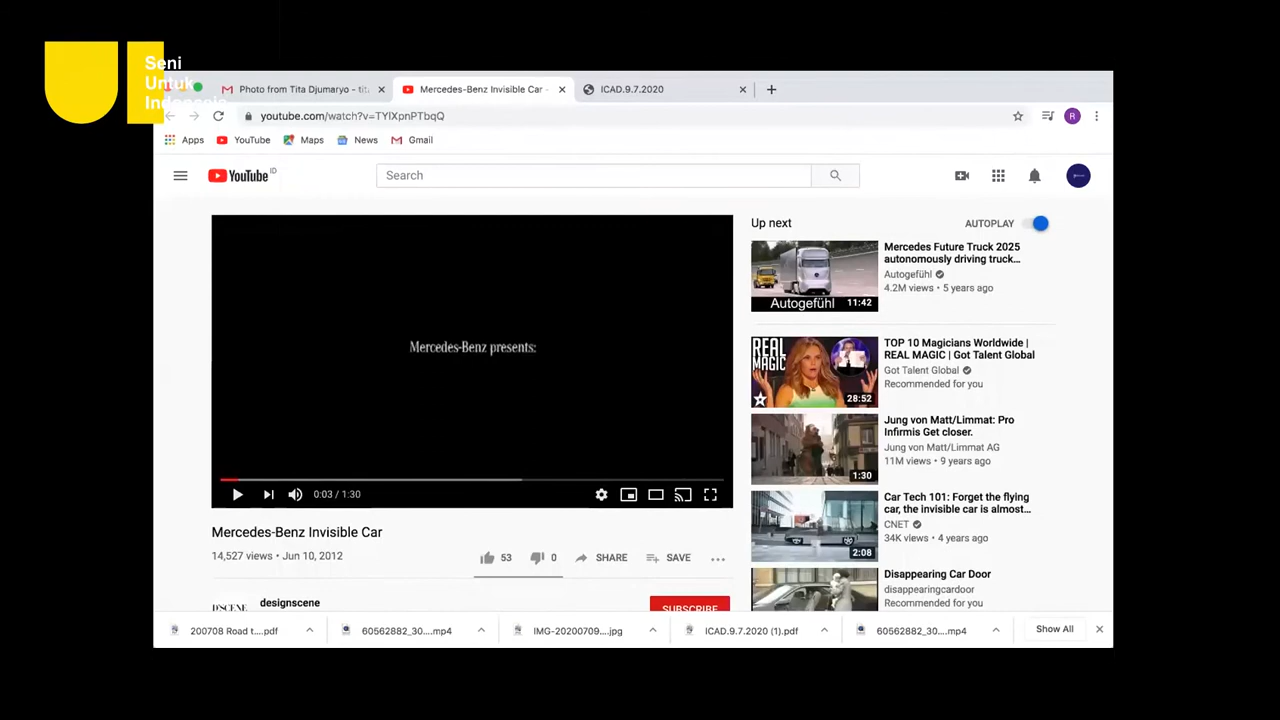 Seni
Untuk
Indonesia
Photo from Tita Djumaryo - tit
Mercedes-Benz Invisible Car -
ICAD.9.7.2020
youtube.com/watch?v=TYIXpnPTbqQ
R
Apps
YouTube
Maps
News
Gmail
YouTube ID
Search
Mercedes-Benz presents:
0:03 / 1:30
Mercedes-Benz Invisible Car
14,527 views • Jun 10, 2012
53
0
SHARE
SAVE
D'SCENE
designscene
SUBSCRIBE
Up next
AUTOPLAY
Autogefühl
11:42
Mercedes Future Truck 2025
autonomously driving truck…
Autogefühl
4.2M views • 5 years ago
REAL
MAGIC
28:52
TOP 10 Magicians Worldwide |
REAL MAGIC | Got Talent Global
Got Talent Global
Recommended for you
1:30
Jung von Matt/Limmat: Pro
Infirmis Get closer.
Jung von Matt/Limmat AG
11M views • 9 years ago
2:08
Car Tech 101: Forget the flying
car, the invisible car is almost…
CNET
34K views • 4 years ago
Disappearing Car Door
disappearingcardoor
Recommended for you
200708 Road t....pdf
60562882_30....mp4
IMG-20200709....jpg
ICAD.9.7.2020 (1).pdf
60562882_30....mp4
Show All